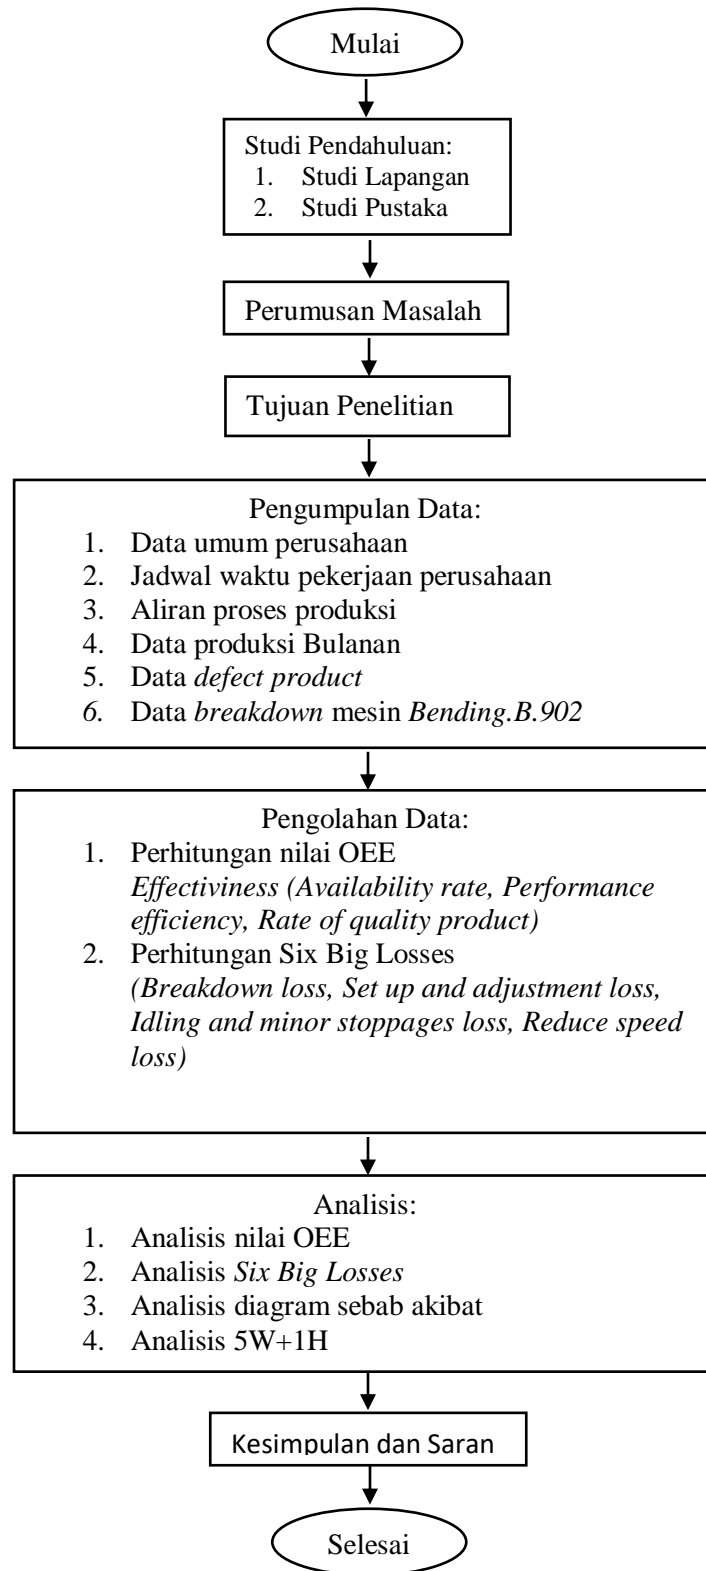 Mulai
Studi Pendahuluan:
1. Studi Lapangan
2. Studi Pustaka
Perumusan Masalah
Tujuan Penelitian
Pengumpulan Data:
1. Data umum perusahaan
2. Jadwal waktu pekerjaan perusahaan
3. Aliran proses produksi
4. Data produksi Bulanan
5. Data defect product
6. Data breakdown mesin Bending.B.902
Pengolahan Data:
1. Perhitungan nilai OEE
Effectiviness (Availability rate, Performance
efficiency, Rate of quality product)
2. Perhitungan Six Big Losses
(Breakdown loss, Set up and adjustment loss,
Idling and minor stoppages loss, Reduce speed
loss)
Analisis:
1. Analisis nilai OEE
2. Analisis Six Big Losses
3. Analisis diagram sebab akibat
4. Analisis 5W+1H
Kesimpulan dan Saran
Selesai